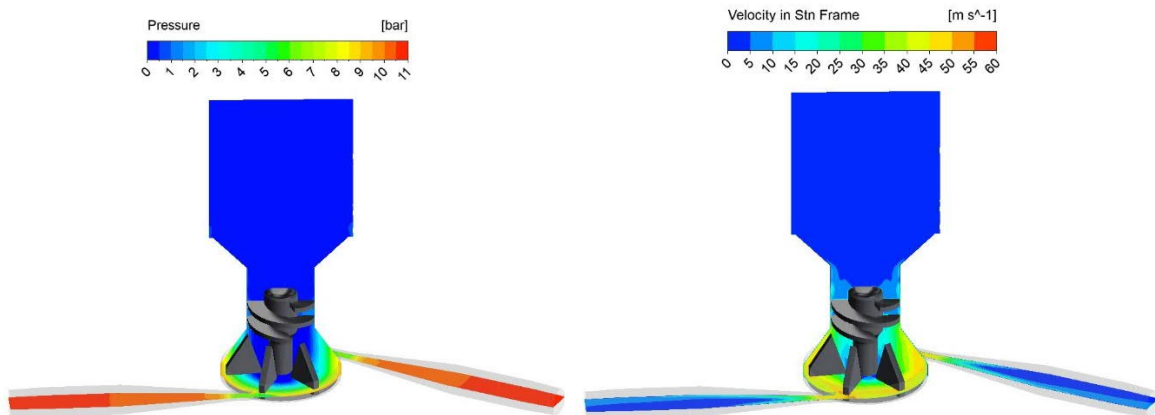 Pressure [bar]
0 1 2 3 4 5 6 7 8 9 10 11
Velocity in Stn Frame [m s^-1]
0 5 10 15 20 25 30 35 40 45 50 55 60